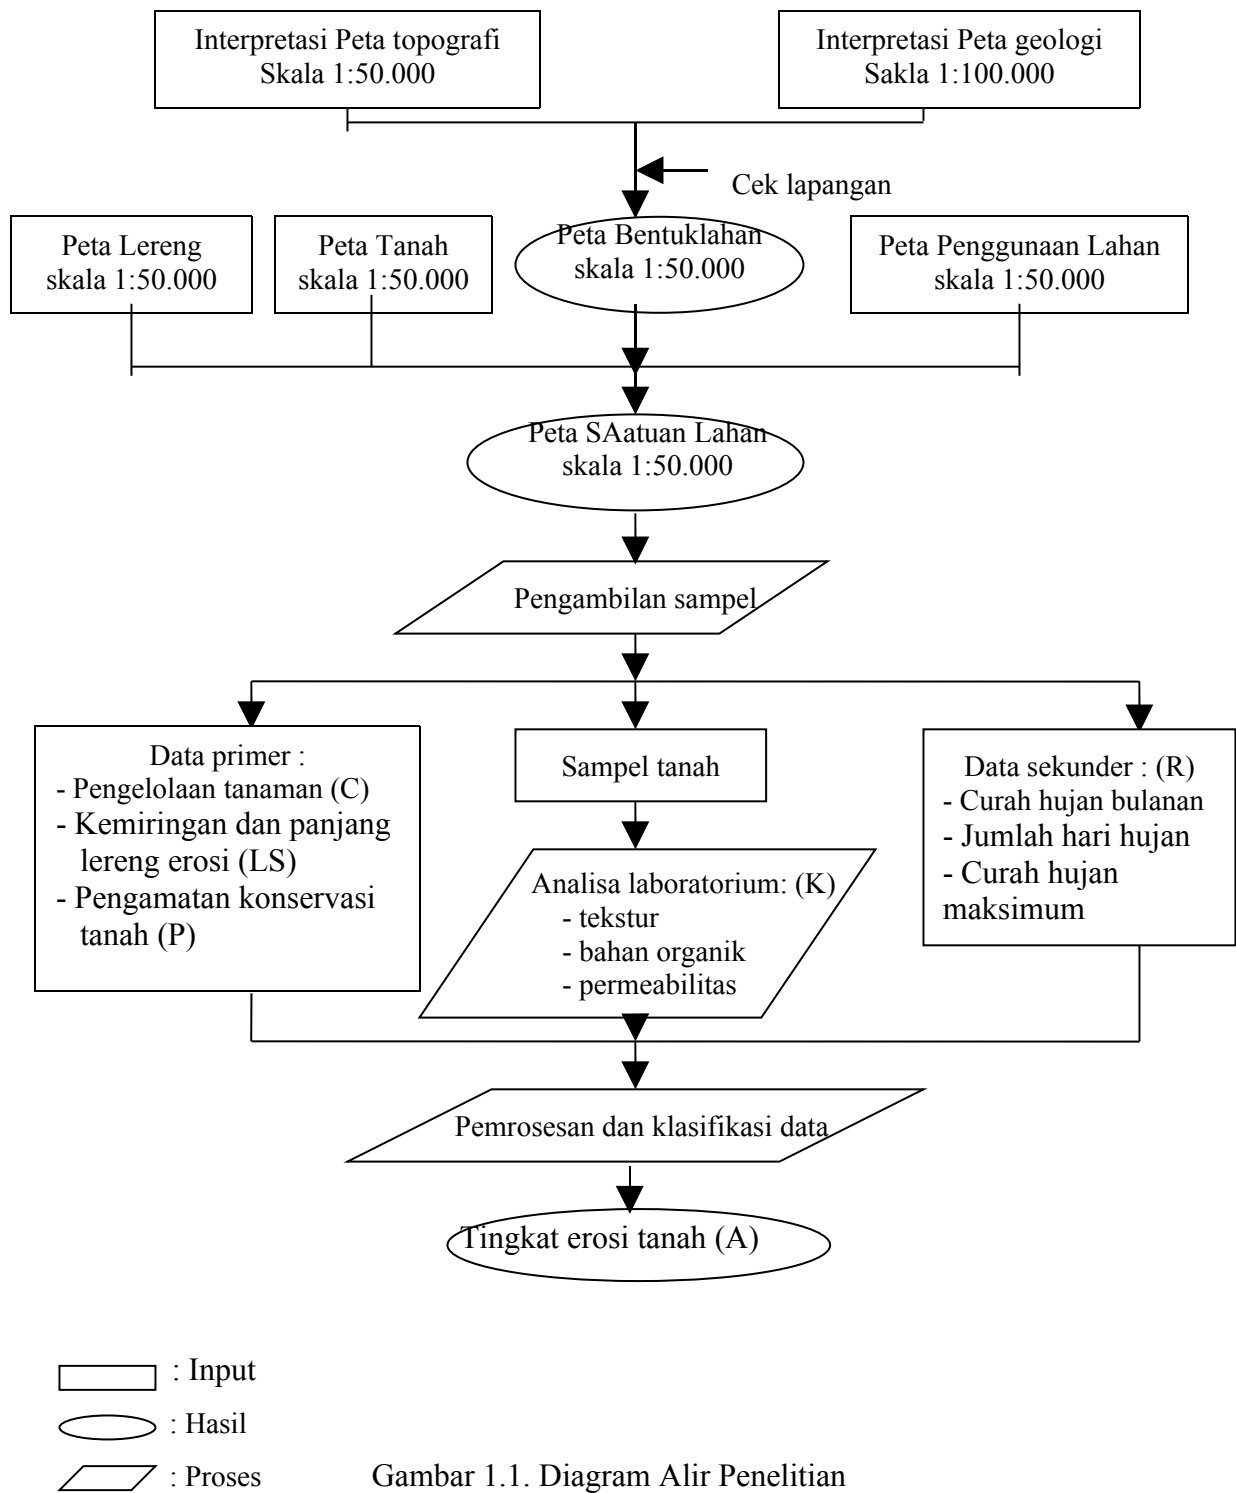 Interpretasi Peta topografi
Skala 1:50.000
Interpretasi Peta geologi
Sakla 1:100.000
Cek lapangan
Peta Lereng
skala 1:50.000
Peta Tanah
skala 1:50.000
Peta Bentuklahan
skala 1:50.000
Peta Penggunaan Lahan
skala 1:50.000
Peta SAatuan Lahan
skala 1:50.000
Pengambilan sampel
Data primer :
- Pengelolaan tanaman (C)
- Kemiringan dan panjang
lereng erosi (LS)
- Pengamatan konservasi
tanah (P)
Sampel tanah
Analisa laboratorium: (K)
- tekstur
- bahan organik
- permeabilitas
Data sekunder : (R)
- Curah hujan bulanan
- Jumlah hari hujan
- Curah hujan
maksimum
Pemrosesan dan klasifikasi data
Tingkat erosi tanah (A)
: Input
: Hasil
: Proses
Gambar 1.1. Diagram Alir Penelitian